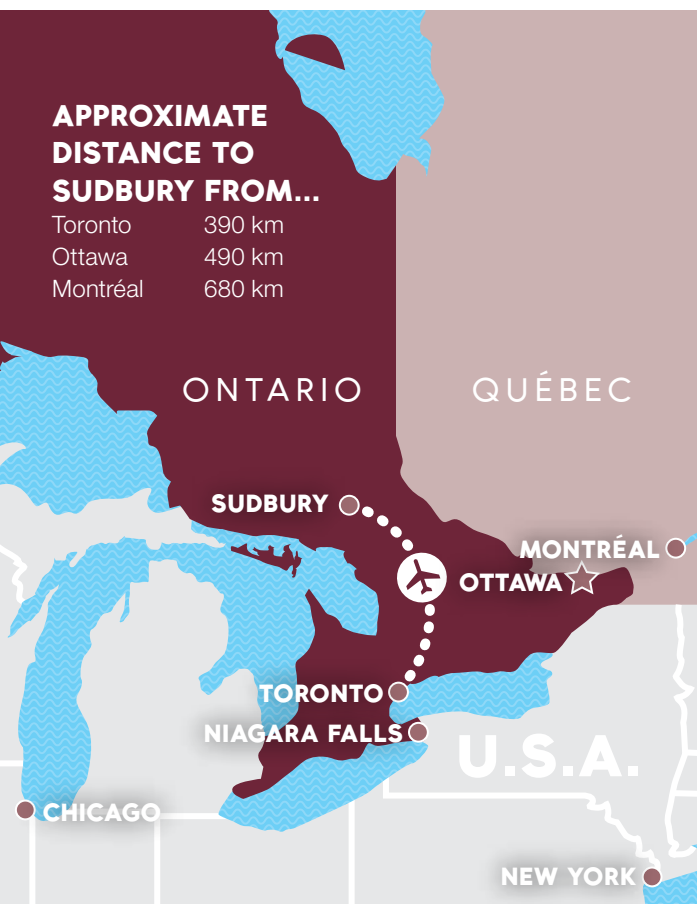 APPROXIMATE
DISTANCE TO
SUDBURY FROM...
Toronto 390 km
Ottawa 490 km
Montréal 680 km
ONTARIO
QUÉBEC
SUDBURY
MONTRÉAL
OTTAWA
TORONTO
NIAGARA FALLS
U.S.A.
CHICAGO
NEW YORK